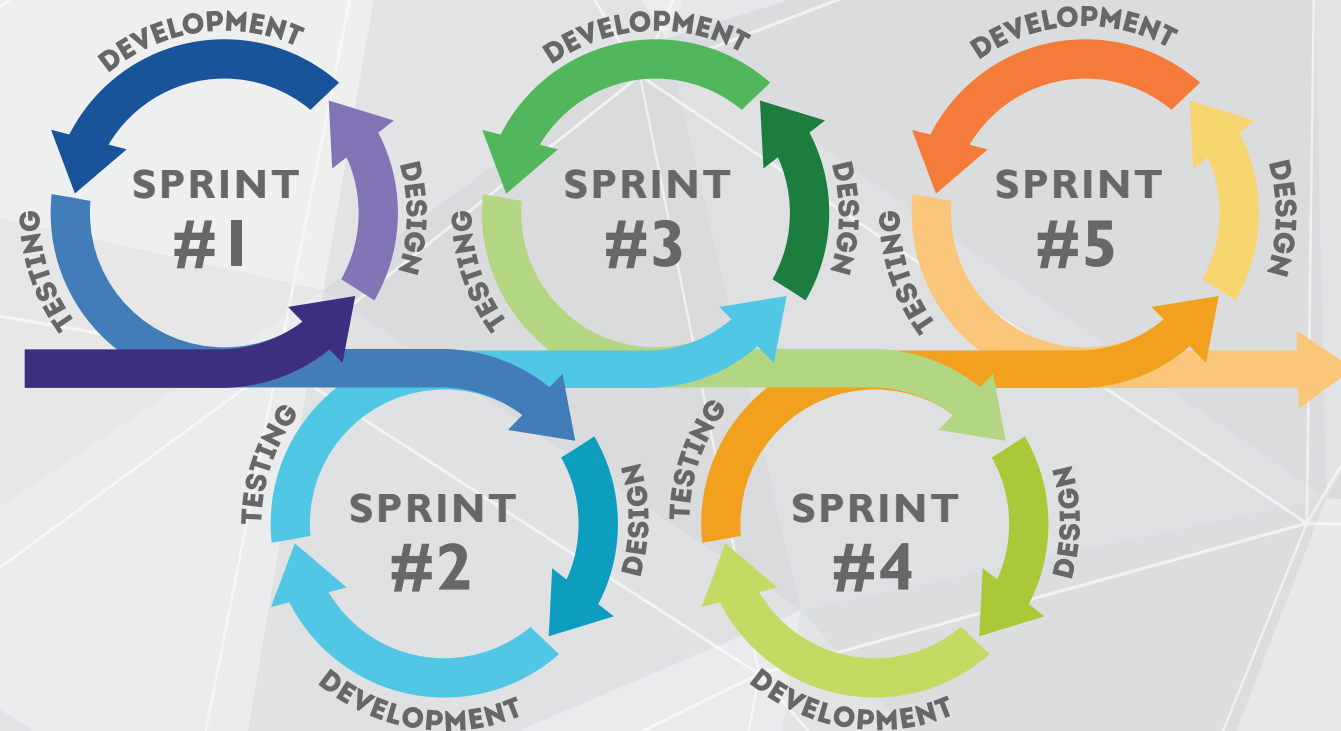 DEVELOPMENT
SPRINT
#1
DESIGN
TESTING
DEVELOPMENT
SPRINT
#3
DESIGN
TESTING
DEVELOPMENT
SPRINT
#5
DESIGN
TESTING
TESTING
SPRINT
#2
DESIGN
DEVELOPMENT
TESTING
SPRINT
#4
DESIGN
DEVELOPMENT